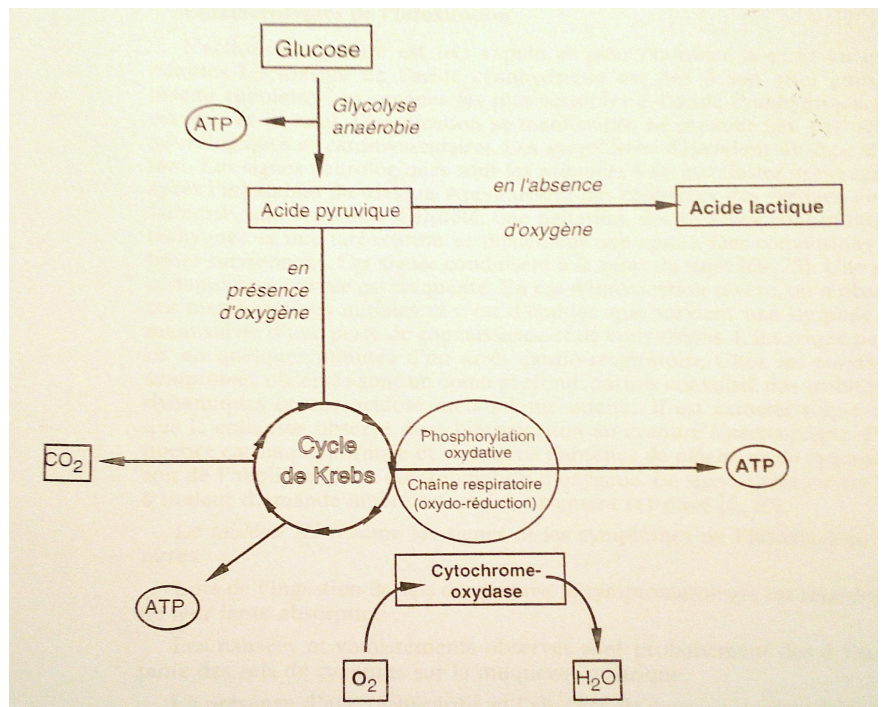 Glucose
Glycolyse
anaérobie
ATP
en l'absence
d'oxygène
Acide pyruvique
Acide lactique
en
présence
d'oxygène
Cycle
de Krebs
CO2
Phosphorylation
oxydative
Chaîne respiratoire
(oxydo-réduction)
ATP
ATP
Cytochrome-
oxydase
O2
H2O